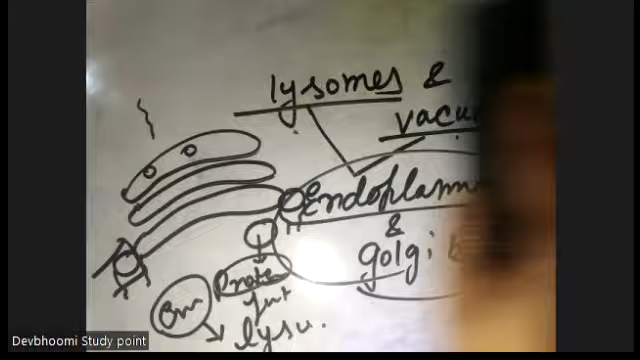 lysomes &
vacu
Endoplasm
&
golgi
Prote
lysu.
Devbhoomi Study point